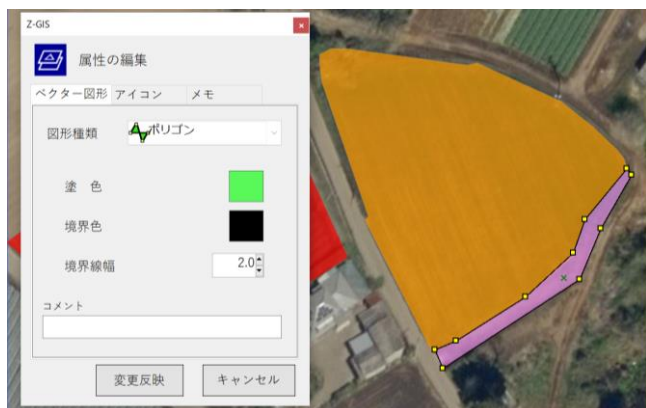 Z-GIS
属性の編集
ベクター図形 アイコン メモ
図形種類 ポリゴン
塗 色
境界色
境界線幅 2.0
コメント
変更反映 キャンセル